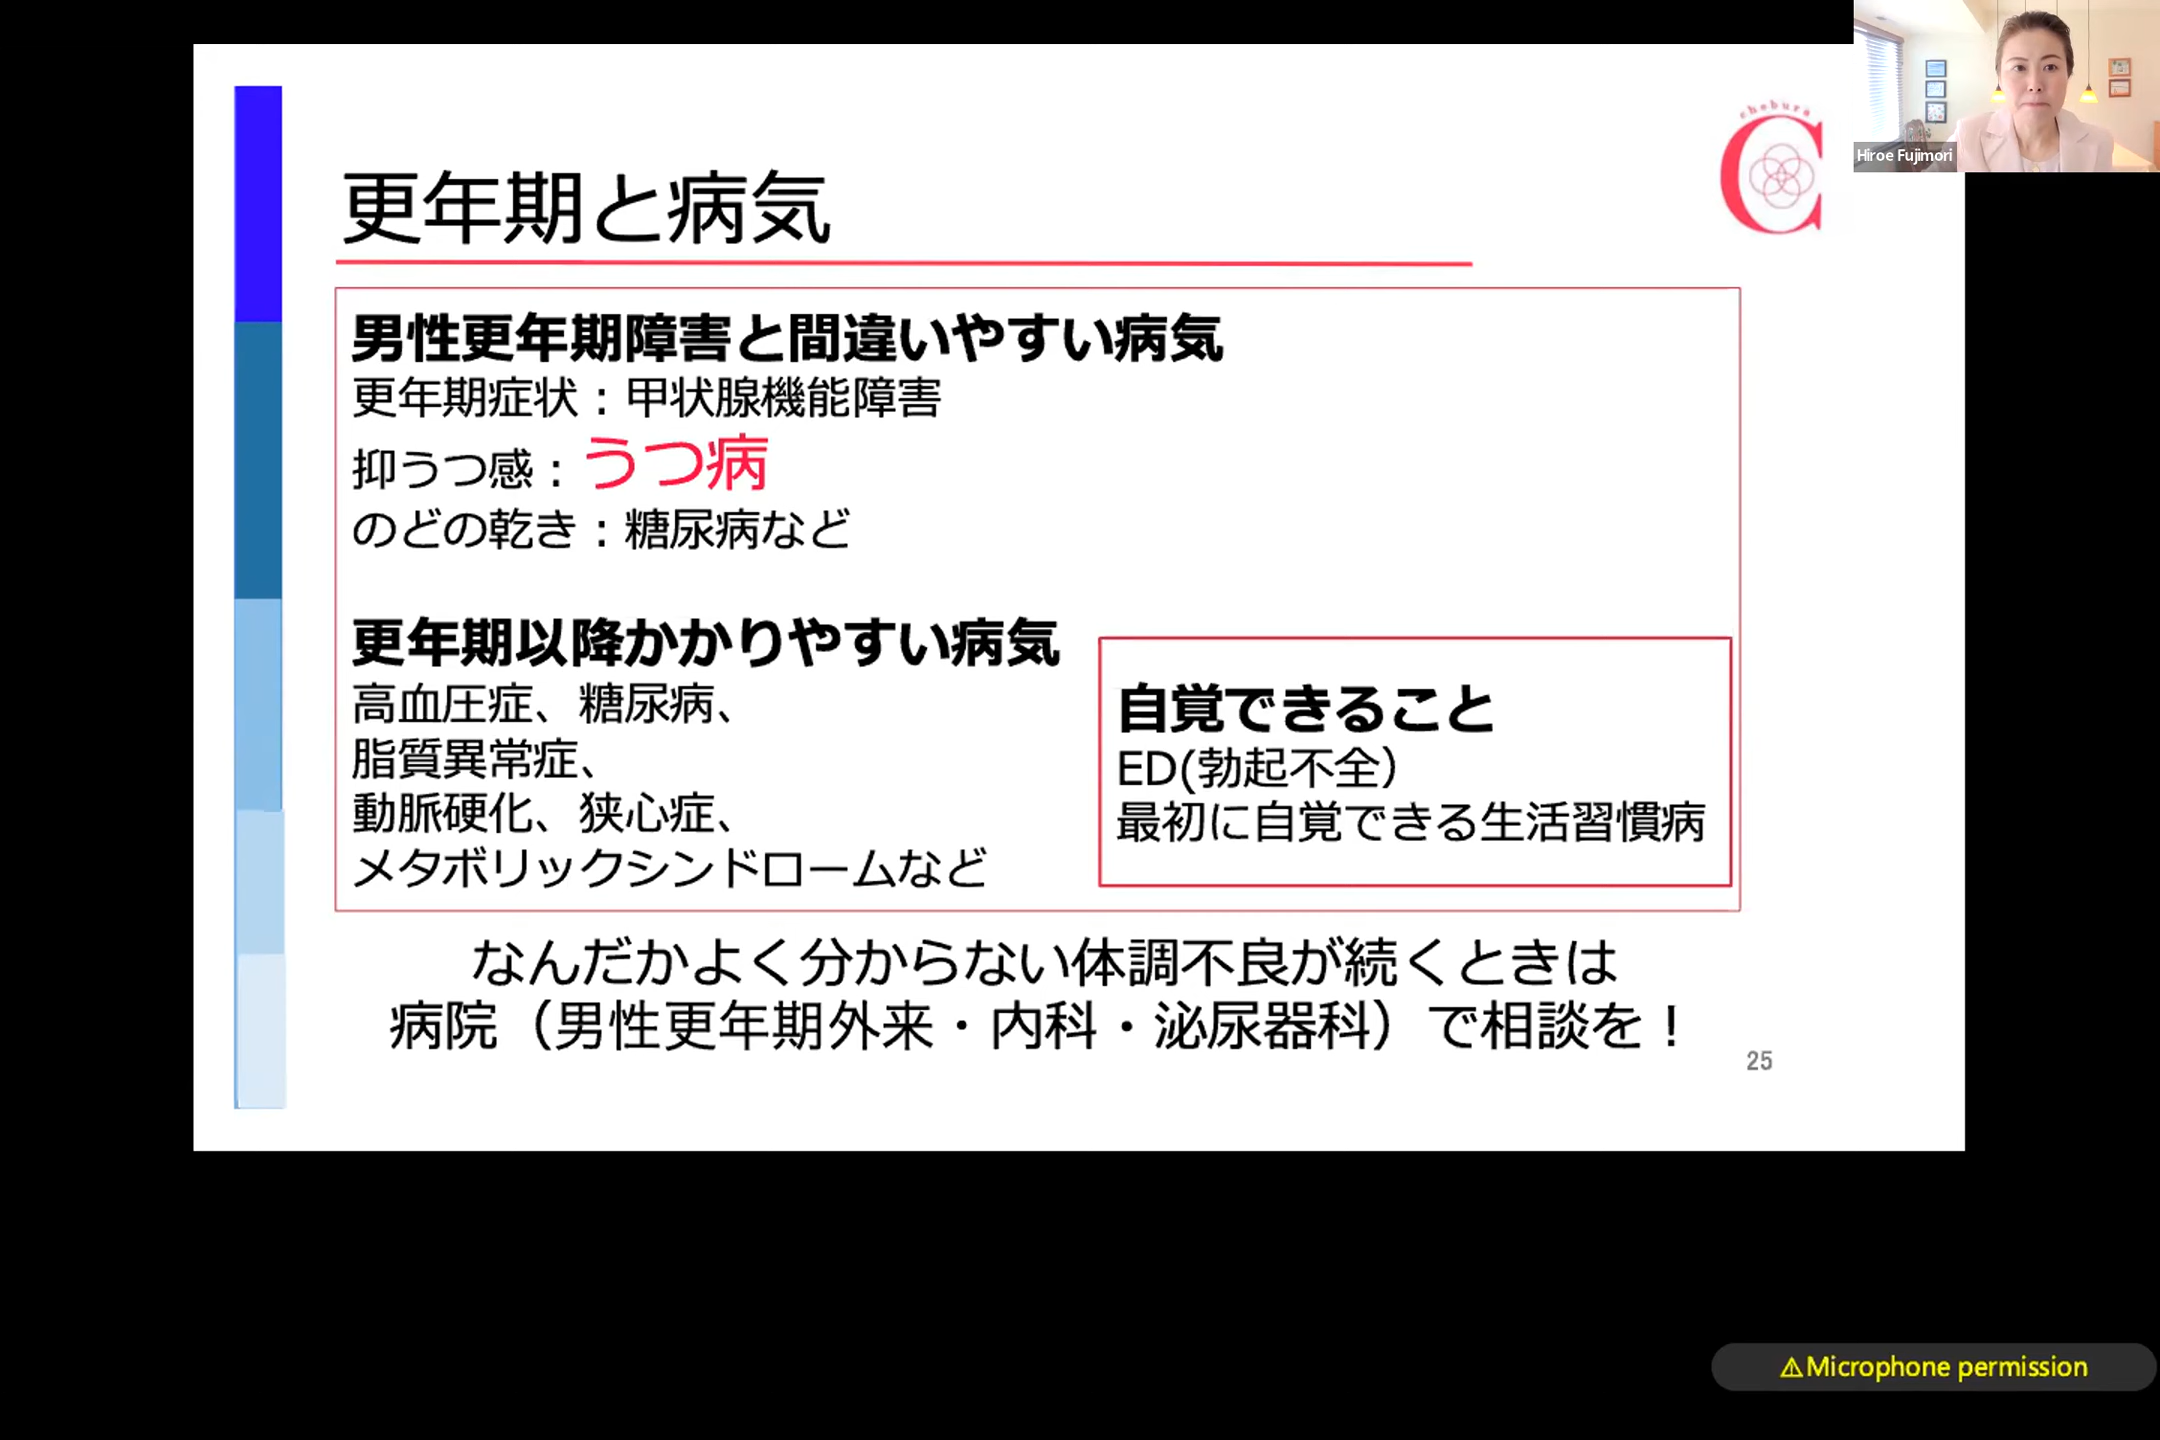 chobura
Hiroe Fujimori
更年期と病気
男性更年期障害と間違いやすい病気
更年期症状：甲状腺機能障害
抑うつ感：うつ病
のどの乾き：糖尿病など
更年期以降かかりやすい病気
高血圧症、糖尿病、
脂質異常症、
動脈硬化、狭心症、
メタボリックシンドロームなど
自覚できること
ED(勃起不全）
最初に自覚できる生活習慣病
なんだかよく分からない体調不良が続くときは
病院（男性更年期外来・内科・泌尿器科）で相談を！
25
⚠Microphone permission